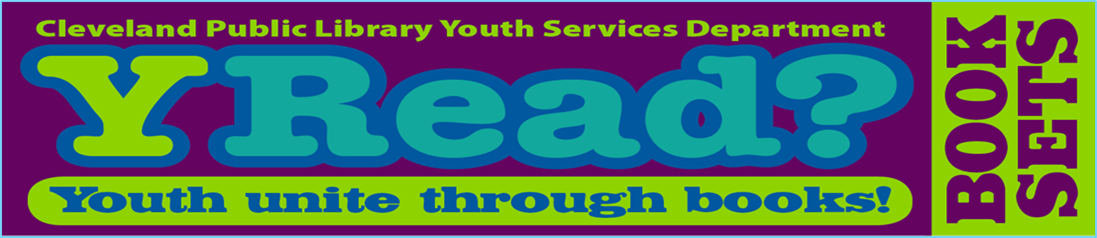 Cleveland Public Library Youth Services Department
YRead?
Youth unite through books!
BOOK
SETS